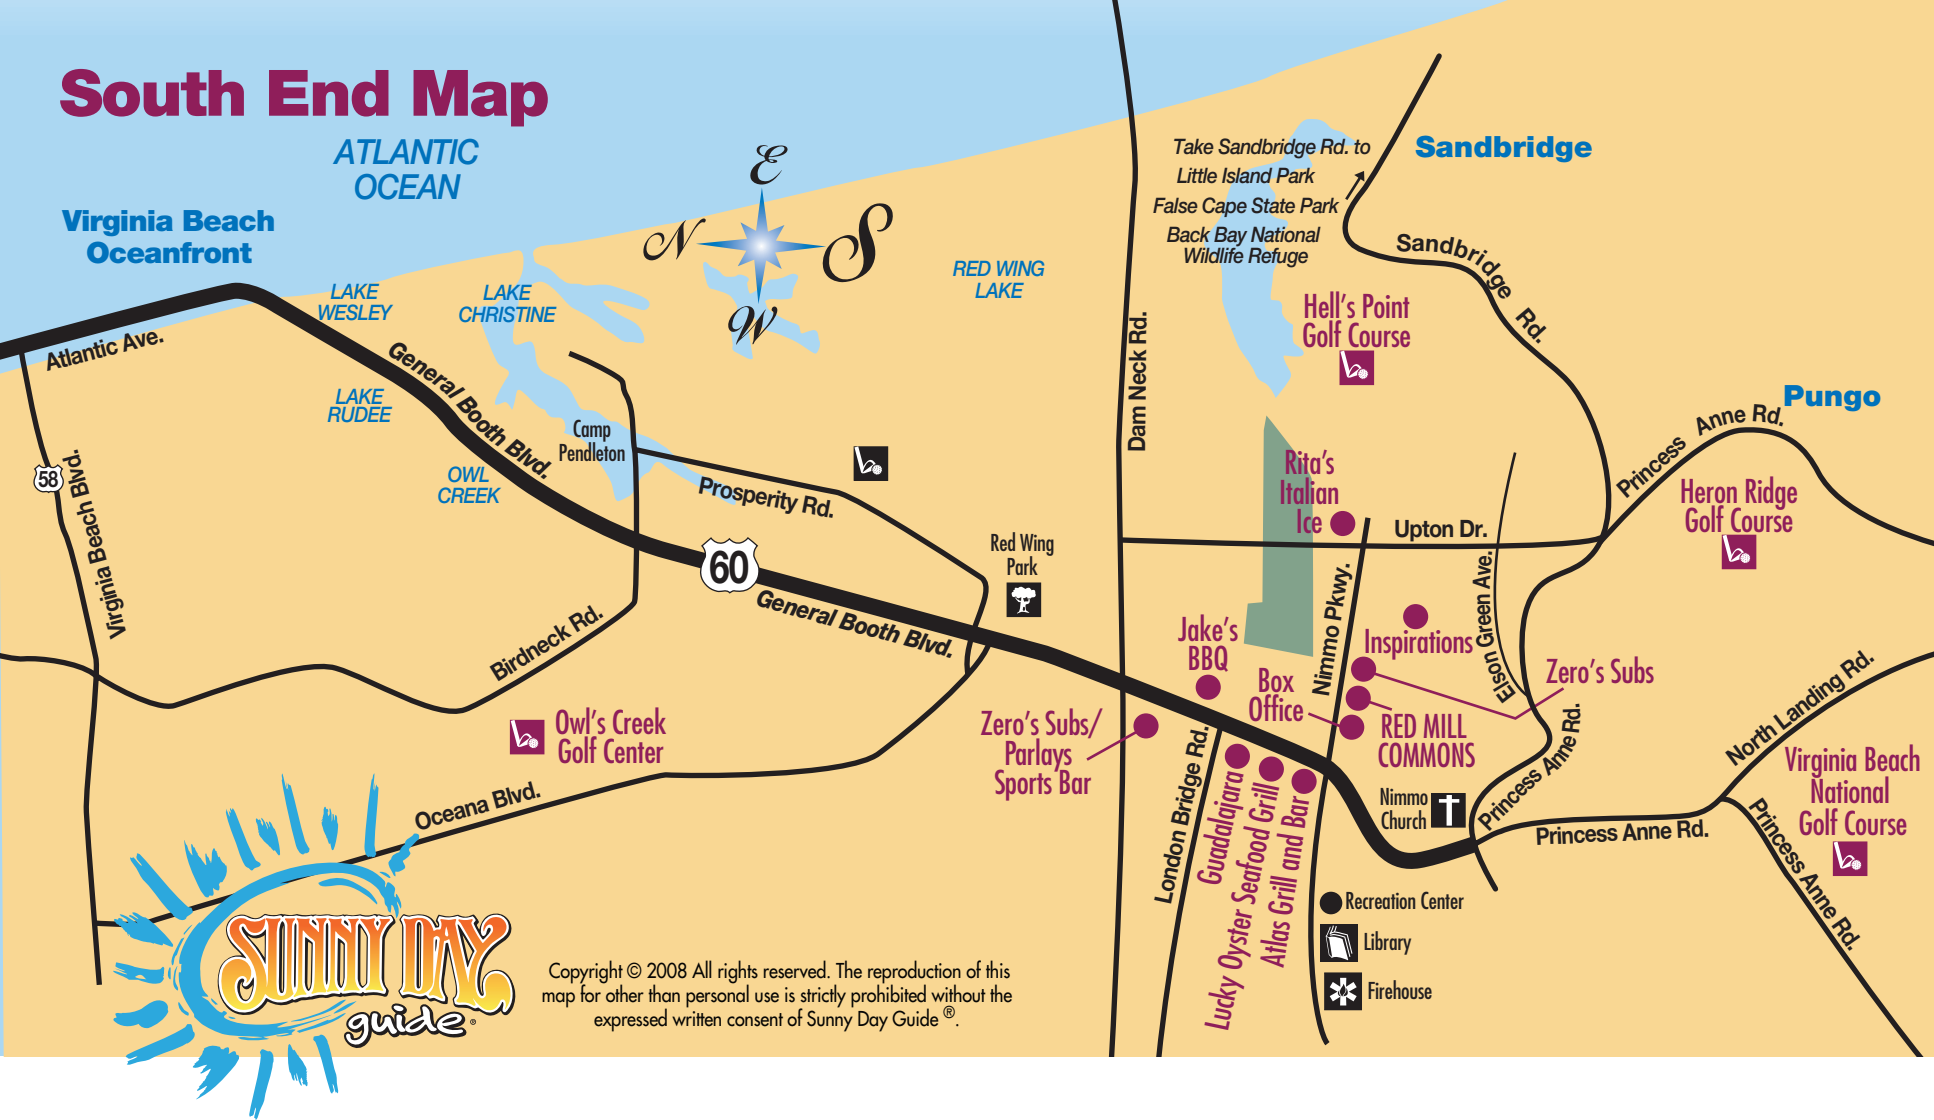 South End Map
ATLANTIC
OCEAN
Virginia Beach
Oceanfront
E
N
S
W
Take Sandbridge Rd. to
Little Island Park
False Cape State Park
Back Bay National
Wildlife Refuge
Sandbridge
Sandbridge Rd.
LAKE
WESLEY
LAKE
CHRISTINE
RED WING
LAKE
Hell's Point
Golf Course
Atlantic Ave.
General Booth Blvd.
LAKE
RUDEE
Dam Neck Rd.
Pungo
Princess Anne Rd.
Camp
Pendleton
OWL
CREEK
58
Virginia Beach Blvd.
Prosperity Rd.
Rita's
Italian
Ice
Upton Dr.
Heron Ridge
Golf Course
60
General Booth Blvd.
Red Wing
Park
Birdneck Rd.
Jake's
BBQ
Nimmo Pkwy.
Inspirations
Elson Green Ave.
Zero's Subs
Box
Office
RED MILL
COMMONS
Owl's Creek
Golf Center
Zero's Subs/
Parlays
Sports Bar
London Bridge Rd.
Guadalajara
Lucky Oyster Seafood Grill
Atlas Grill and Bar
Nimmo
Church
Princess Anne Rd.
Princess Anne Rd.
North Landing Rd.
Virginia Beach
National
Golf Course
Princess Anne Rd.
Oceana Blvd.
Recreation Center
Library
Firehouse
SUNNY DAY
guide®
Copyright © 2008 All rights reserved. The reproduction of this
map for other than personal use is strictly prohibited without the
expressed written consent of Sunny Day Guide ®.